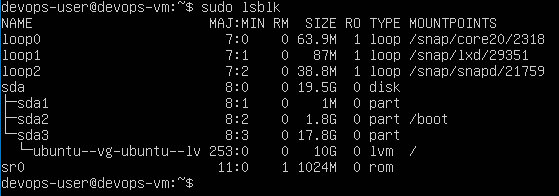 devops-user@devops-vm:~$ sudo lsblk
NAME                      MAJ:MIN RM  SIZE RO TYPE MOUNTPOINTS
loop0                       7:0    0 63.9M  1 loop /snap/core20/2318
loop1                       7:1    0   87M  1 loop /snap/lxd/29351
loop2                       7:2    0 38.8M  1 loop /snap/snapd/21759
sda                         8:0    0 19.5G  0 disk
├─sda1                      8:1    0    1M  0 part
├─sda2                      8:2    0  1.8G  0 part /boot
└─sda3                      8:3    0 17.8G  0 part
  └─ubuntu--vg-ubuntu--lv 253:0    0   10G  0 lvm  /
sr0                        11:0    1 1024M  0 rom
devops-user@devops-vm:~$